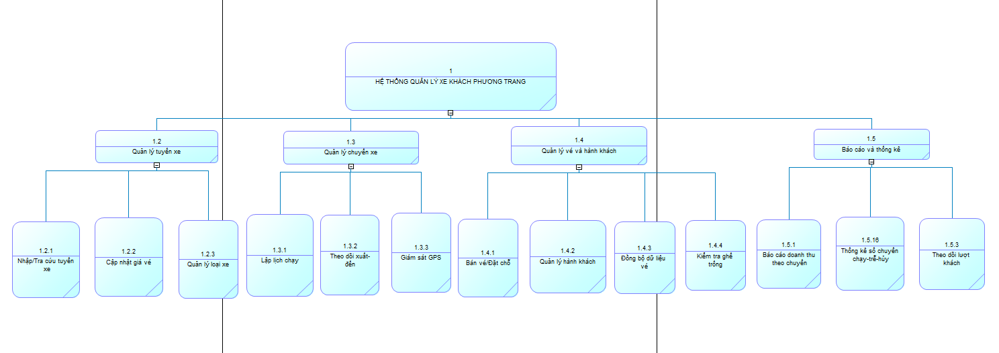 1
HỆ THỐNG QUẢN LÝ XE KHÁCH PHƯƠNG TRANG
1.2
Quản lý tuyến xe
1.3
Quản lý chuyến xe
1.4
Quản lý vé và hành khách
1.5
Báo cáo và thống kê
1.2.1
Nhập/Tra cứu tuyến
xe
1.2.2
Cập nhật giá vé
1.2.3
Quản lý loại xe
1.3.1
Lập lịch chạy
1.3.2
Theo dõi xuất-
đến
1.3.3
Giám sát GPS
1.4.1
Bán vé/Đặt chỗ
1.4.2
Quản lý hành khách
1.4.3
Đồng bộ dữ liệu
vé
1.4.4
Kiểm tra ghế
trống
1.5.1
Báo cáo doanh thu
theo chuyến
1.5.16
Thống kê số chuyến
chạy-trễ-hủy
1.5.3
Theo dõi lượt
khách